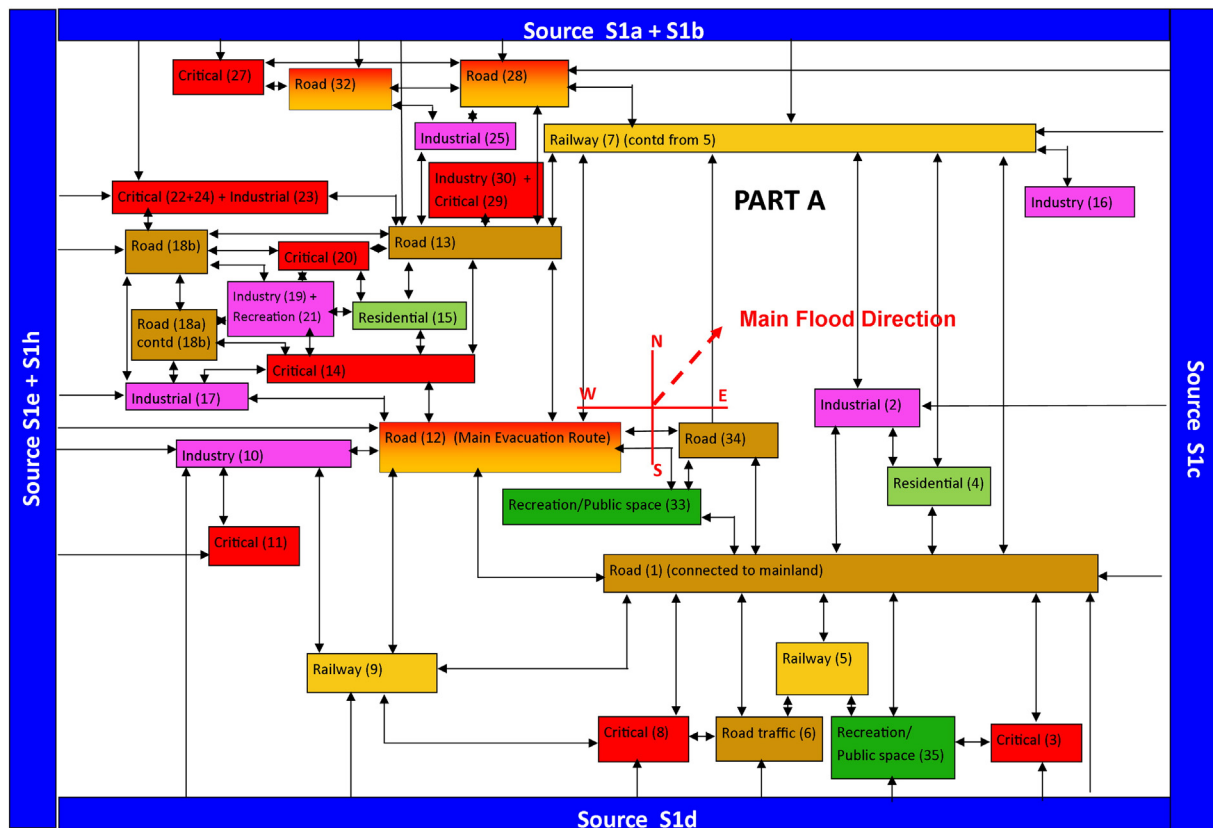 Source S1a + S1b
Source S1e + S1h
Source S1c
Critical (27)
Road (32)
Road (28)
Industrial (25)
Railway (7) (contd from 5)
Industry (30) +
Critical (29)
PART A
Industry (16)
Critical (22+24) + Industrial (23)
Road (18b)
Road (13)
Critical (20)
Industry (19) +
Recreation (21)
Road (18a)
contd (18b)
Residential (15)
Main Flood Direction
N
W
E
S
Critical (14)
Industrial (17)
Industrial (2)
Road (12) (Main Evacuation Route)
Road (34)
Industry (10)
Residential (4)
Recreation/Public space (33)
Critical (11)
Road (1) (connected to mainland)
Railway (9)
Railway (5)
Critical (8)
Road traffic (6)
Recreation/
Public space (35)
Critical (3)
Source S1d